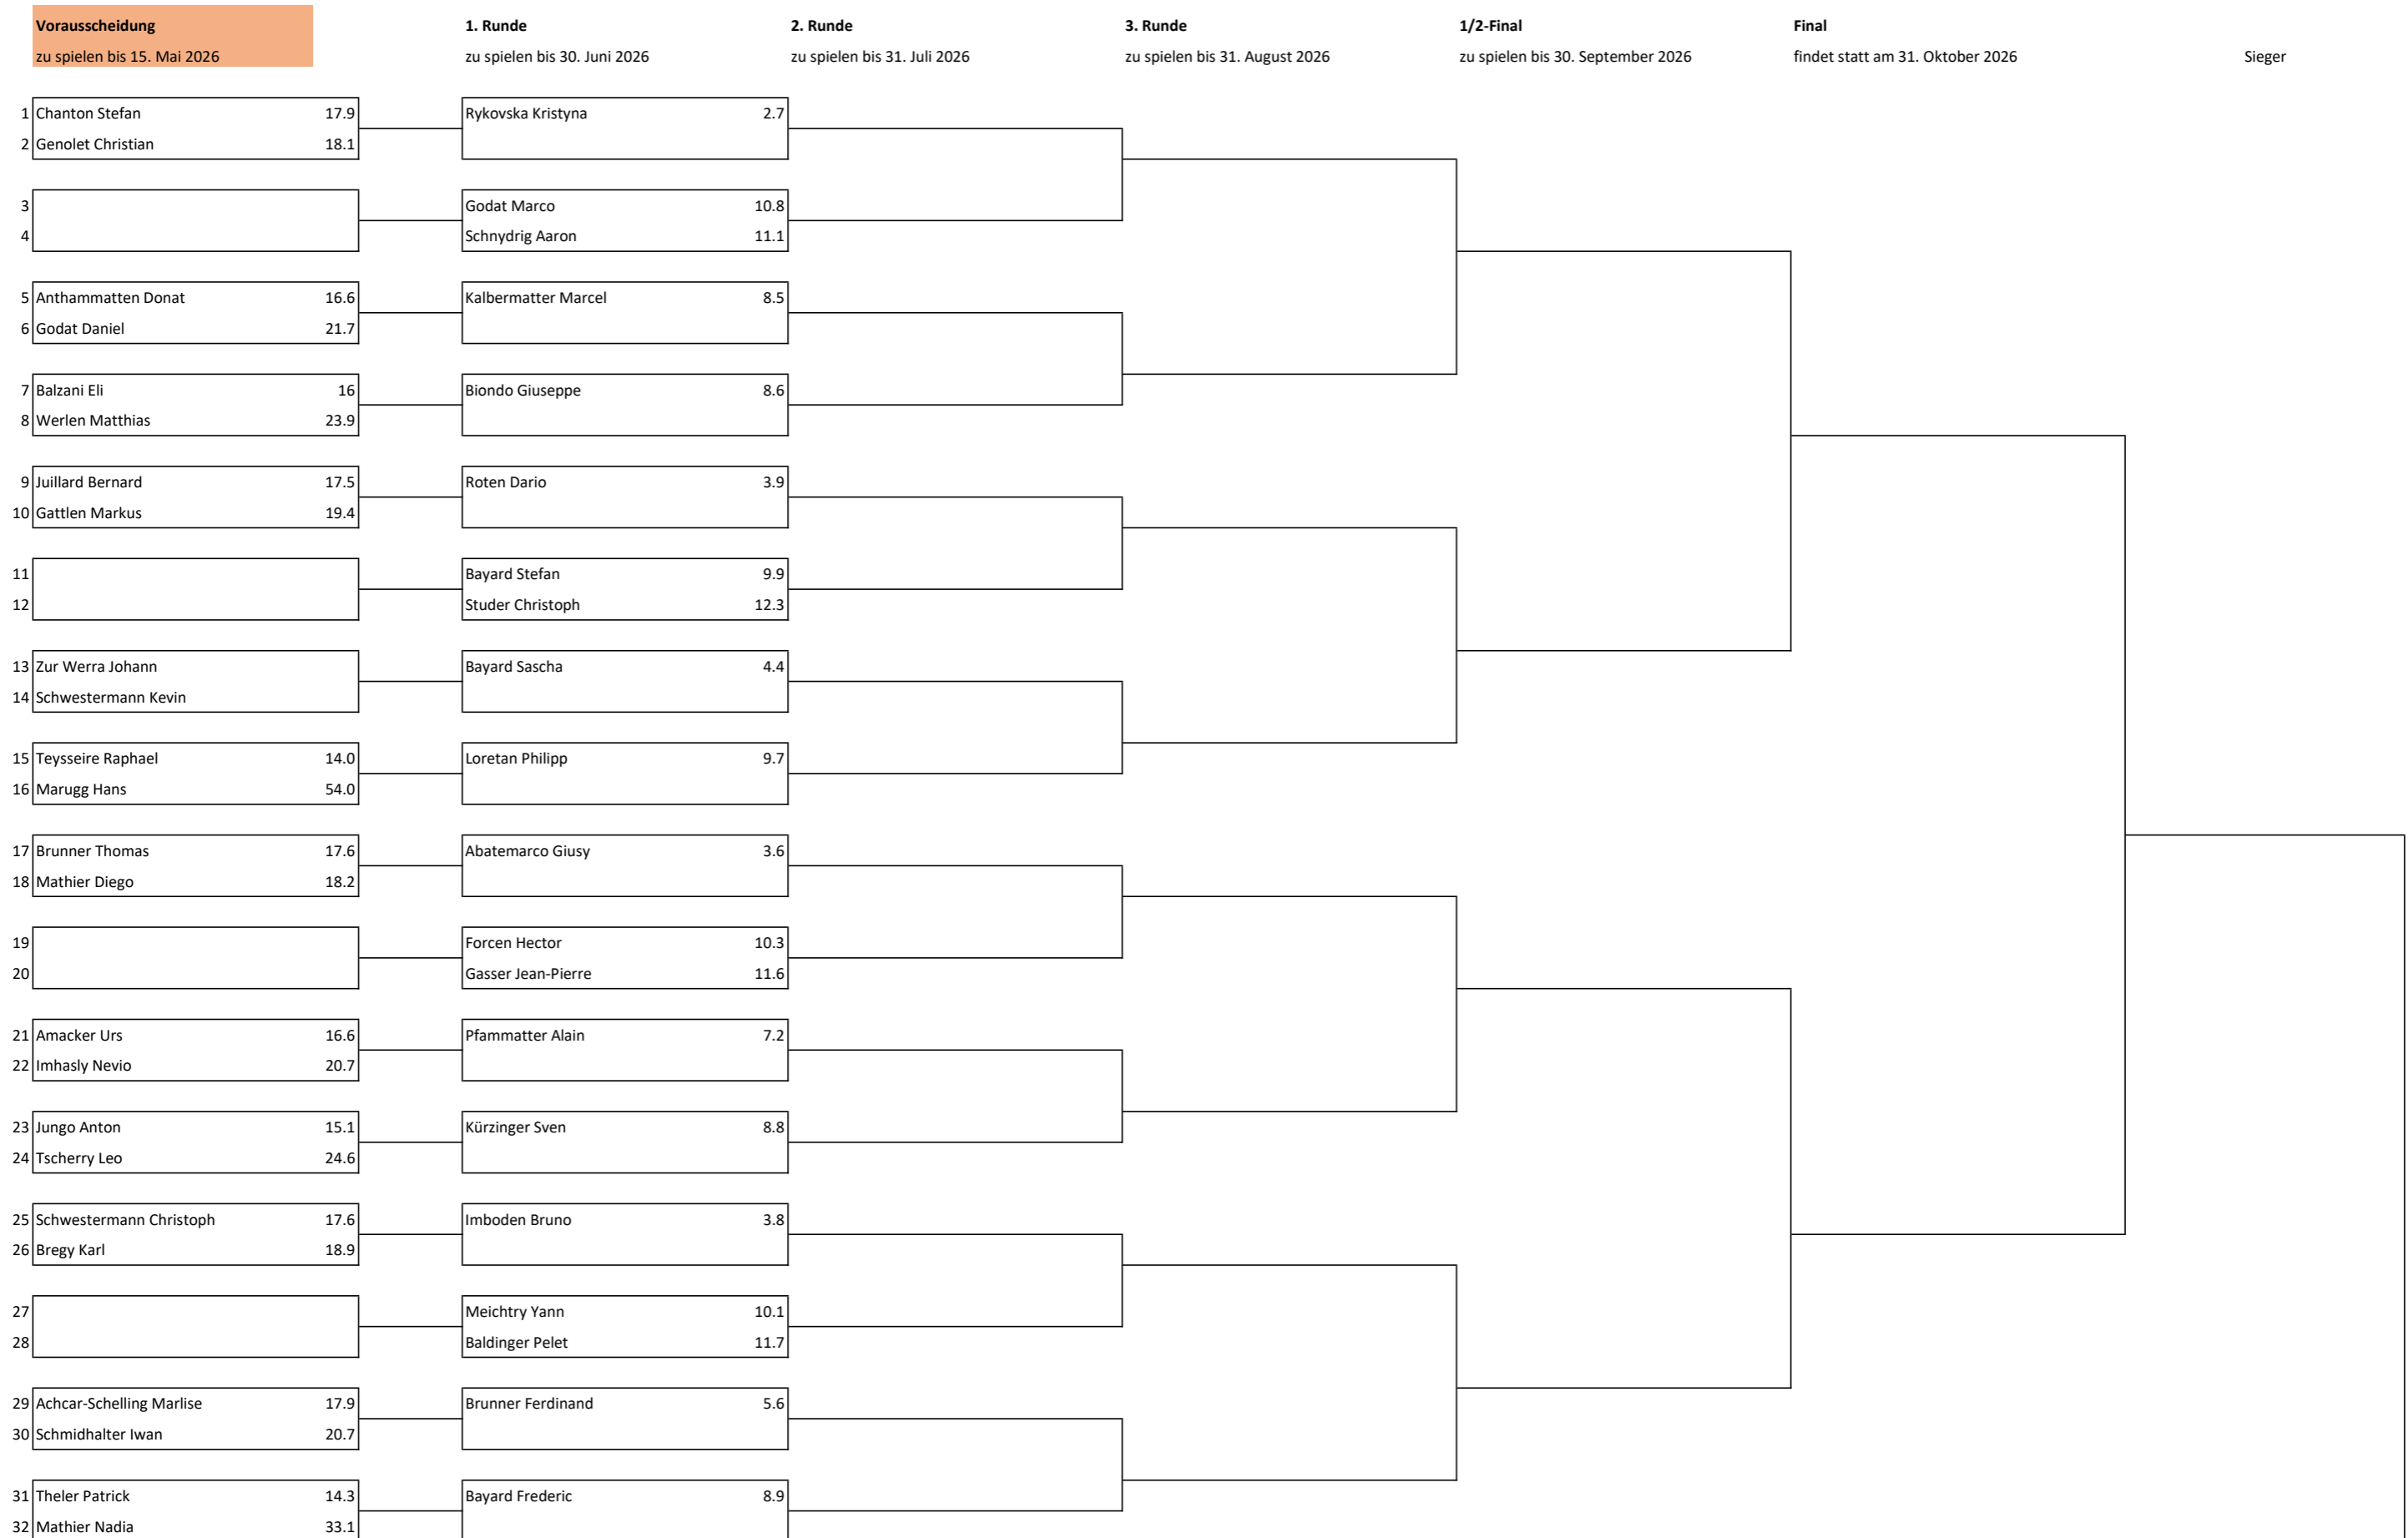 Vorausscheidung 1. Runde 2. Runde 3. Runde 1/2-Final Final
zu spielen bis 15. Mai 2026 zu spielen bis 30. Juni 2026 zu spielen bis 31. Juli 2026 zu spielen bis 31. August 2026 zu spielen bis 30. September 2026 findet statt am 31. Oktober 2026 Sieger
1 Chanton Stefan 17.9 Rykovska Kristyna 2.7
2 Genolet Christian 18.1
3 Godat Marco 10.8
4 Schnydrig Aaron 11.1
5 Anthammatten Donat 16.6 Kalbermatter Marcel 8.5
6 Godat Daniel 21.7
7 Balzani Eli 16 Biondo Giuseppe 8.6
8 Werlen Matthias 23.9
9 Juillard Bernard 17.5 Roten Dario 3.9
10 Gattlen Markus 19.4
11 Bayard Stefan 9.9
12 Studer Christoph 12.3
13 Zur Werra Johann Bayard Sascha 4.4
14 Schwestermann Kevin
15 Teysseire Raphael 14.0 Loretan Philipp 9.7
16 Marugg Hans 54.0
17 Brunner Thomas 17.6 Abatemarco Giusy 3.6
18 Mathier Diego 18.2
19 Forcen Hector 10.3
20 Gasser Jean-Pierre 11.6
21 Amacker Urs 16.6 Pfammatter Alain 7.2
22 Imhasly Nevio 20.7
23 Jungo Anton 15.1 Kürzinger Sven 8.8
24 Tscherry Leo 24.6
25 Schwestermann Christoph 17.6 Imboden Bruno 3.8
26 Bregy Karl 18.9
27 Meichtry Yann 10.1
28 Baldinger Pelet 11.7
29 Achcar-Schelling Marlise 17.9 Brunner Ferdinand 5.6
30 Schmidhalter Iwan 20.7
31 Theler Patrick 14.3 Bayard Frederic 8.9
32 Mathier Nadia 33.1